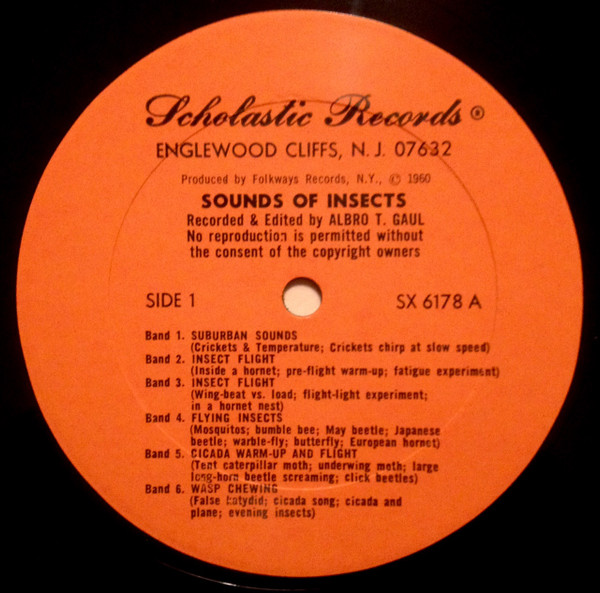 Scholastic Records ®
ENGLEWOOD CLIFFS, N. J. 07632
Produced by Folkways Records, N.Y., © 1960
SOUNDS OF INSECTS
Recorded & Edited by ALBRO T. GAUL
No reproduction is permitted without
the consent of the copyright owners
SIDE 1
SX 6178 A
Band 1. SUBURBAN SOUNDS
(Crickets & Temperature; Crickets chirp at slow speed)
Band 2. INSECT FLIGHT
(Inside a hornet; pre-flight warm-up; fatigue experiment)
Band 3. INSECT FLIGHT
(Wing-beat vs. load; flight-light experiment;
in a hornet nest)
Band 4. FLYING INSECTS
(Mosquitos; bumble bee; May beetle; Japanese
beetle; warble-fly; butterfly; European hornet)
Band 5. CICADA WARM-UP AND FLIGHT
(Tent caterpillar moth; underwing moth; large
long-horn beetle screaming; click beetles)
Band 6. WASP CHEWING
(False katydid; cicada song; cicada and
plane; evening insects)